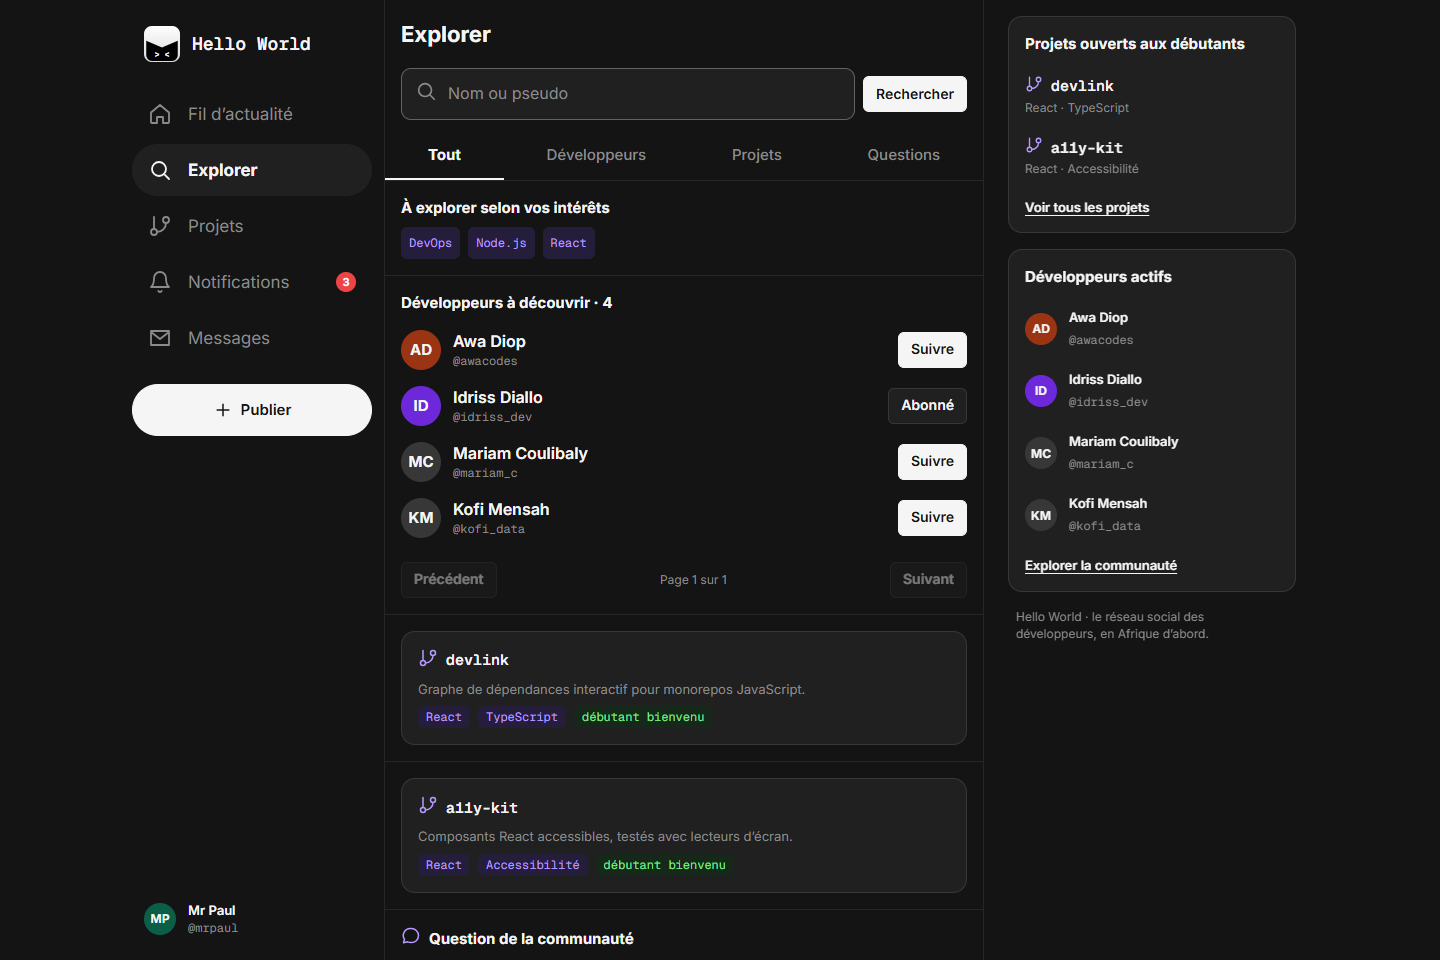 Hello World
Fil d’actualité
Explorer
Projets
Notifications
3
Messages
Publier
MP
Mr Paul
@mrpaul
Explorer
Nom ou pseudo
Rechercher
Tout
Développeurs
Projets
Questions
À explorer selon vos intérêts
DevOps
Node.js
React
Développeurs à découvrir · 4
AD
Awa Diop
@awacodes
Suivre
ID
Idriss Diallo
@idriss_dev
Abonné
MC
Mariam Coulibaly
@mariam_c
Suivre
KM
Kofi Mensah
@kofi_data
Suivre
Précédent
Page 1 sur 1
Suivant
devlink
Graphe de dépendances interactif pour monorepos JavaScript.
React
TypeScript
débutant bienvenu
a11y-kit
Composants React accessibles, testés avec lecteurs d’écran.
React
Accessibilité
débutant bienvenu
Question de la communauté
Projets ouverts aux débutants
devlink
React · TypeScript
a11y-kit
React · Accessibilité
Voir tous les projets
Développeurs actifs
AD
Awa Diop
@awacodes
ID
Idriss Diallo
@idriss_dev
MC
Mariam Coulibaly
@mariam_c
KM
Kofi Mensah
@kofi_data
Explorer la communauté
Hello World · le réseau social des
développeurs, en Afrique d’abord.